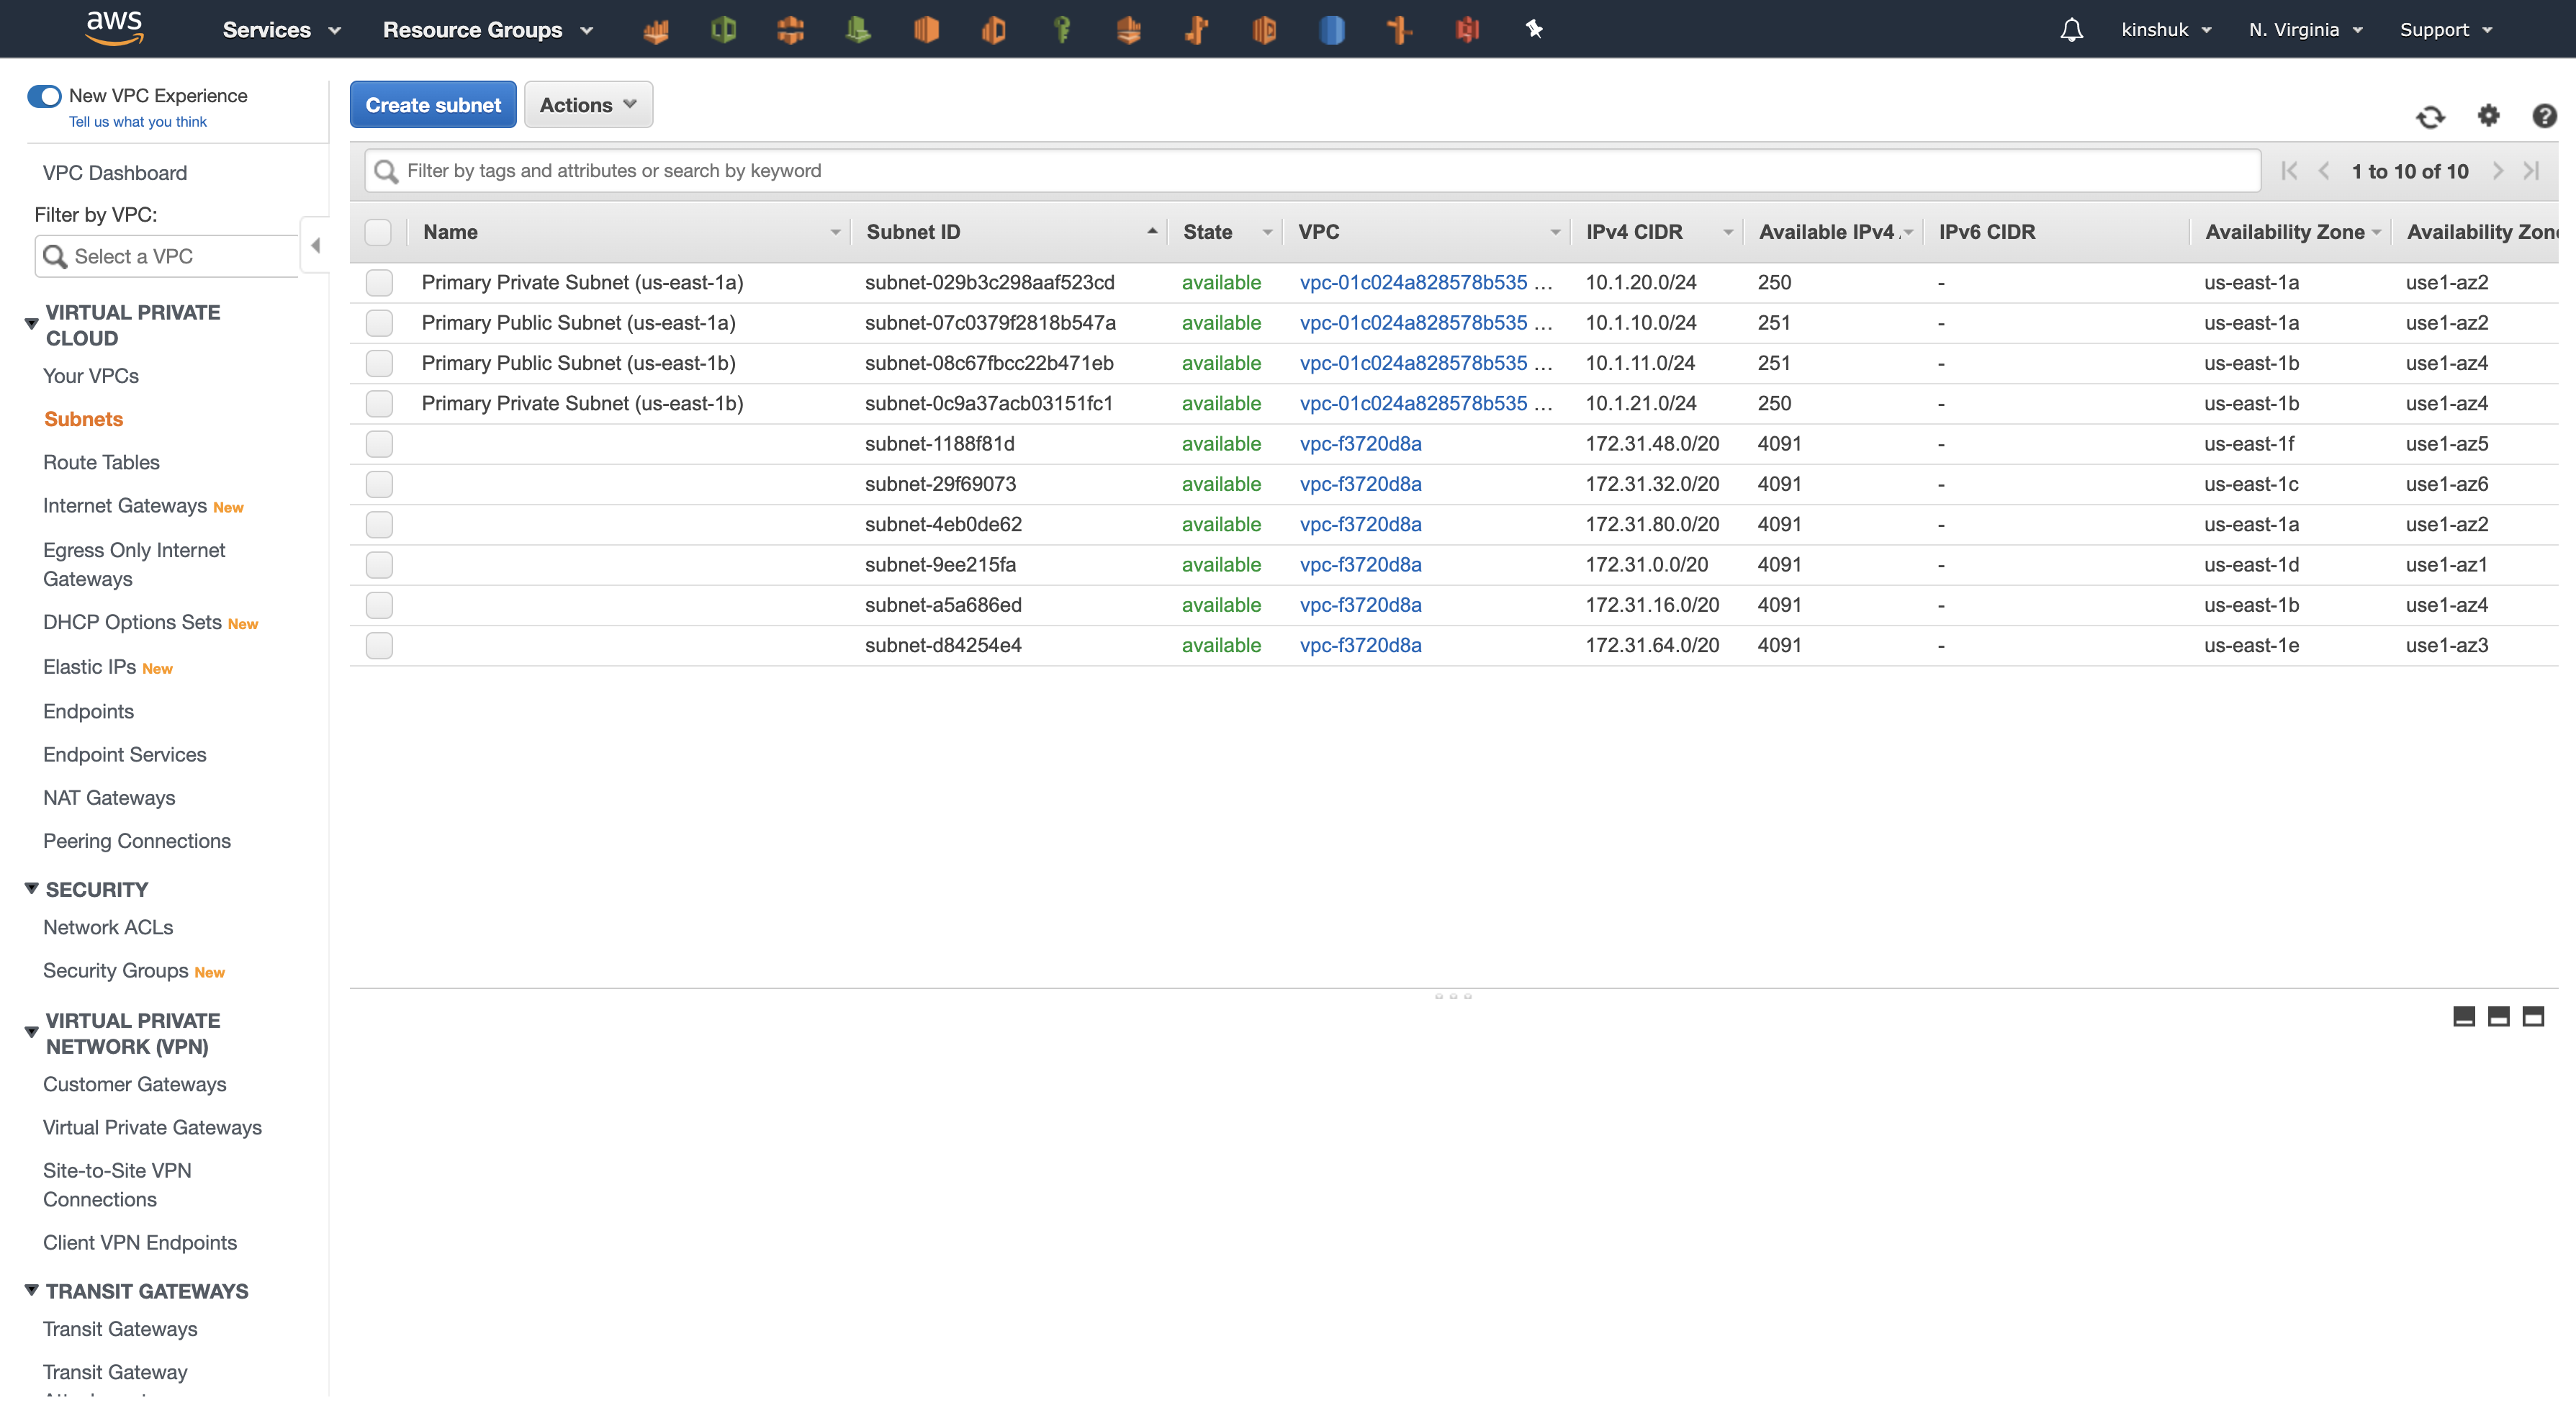 aws Services Resource Groups kinshuk N. Virginia Support
New VPC Experience
Tell us what you think
VPC Dashboard
Filter by VPC:
Select a VPC
VIRTUAL PRIVATE
CLOUD
Your VPCs
Subnets
Route Tables
Internet Gateways New
Egress Only Internet
Gateways
DHCP Options Sets New
Elastic IPs New
Endpoints
Endpoint Services
NAT Gateways
Peering Connections
SECURITY
Network ACLs
Security Groups New
VIRTUAL PRIVATE
NETWORK (VPN)
Customer Gateways
Virtual Private Gateways
Site-to-Site VPN
Connections
Client VPN Endpoints
TRANSIT GATEWAYS
Transit Gateways
Transit Gateway
Create subnet Actions
Filter by tags and attributes or search by keyword 1 to 10 of 10
Name Subnet ID State VPC IPv4 CIDR Available IPv4 IPv6 CIDR Availability Zone Availability Zon
Primary Private Subnet (us-east-1a) subnet-029b3c298aaf523cd available vpc-01c024a828578b535 ... 10.1.20.0/24 250 - us-east-1a use1-az2
Primary Public Subnet (us-east-1a) subnet-07c0379f2818b547a available vpc-01c024a828578b535 ... 10.1.10.0/24 251 - us-east-1a use1-az2
Primary Public Subnet (us-east-1b) subnet-08c67fbcc22b471eb available vpc-01c024a828578b535 ... 10.1.11.0/24 251 - us-east-1b use1-az4
Primary Private Subnet (us-east-1b) subnet-0c9a37acb03151fc1 available vpc-01c024a828578b535 ... 10.1.21.0/24 250 - us-east-1b use1-az4
subnet-1188f81d available vpc-f3720d8a 172.31.48.0/20 4091 - us-east-1f use1-az5
subnet-29f69073 available vpc-f3720d8a 172.31.32.0/20 4091 - us-east-1c use1-az6
subnet-4eb0de62 available vpc-f3720d8a 172.31.80.0/20 4091 - us-east-1a use1-az2
subnet-9ee215fa available vpc-f3720d8a 172.31.0.0/20 4091 - us-east-1d use1-az1
subnet-a5a686ed available vpc-f3720d8a 172.31.16.0/20 4091 - us-east-1b use1-az4
subnet-d84254e4 available vpc-f3720d8a 172.31.64.0/20 4091 - us-east-1e use1-az3